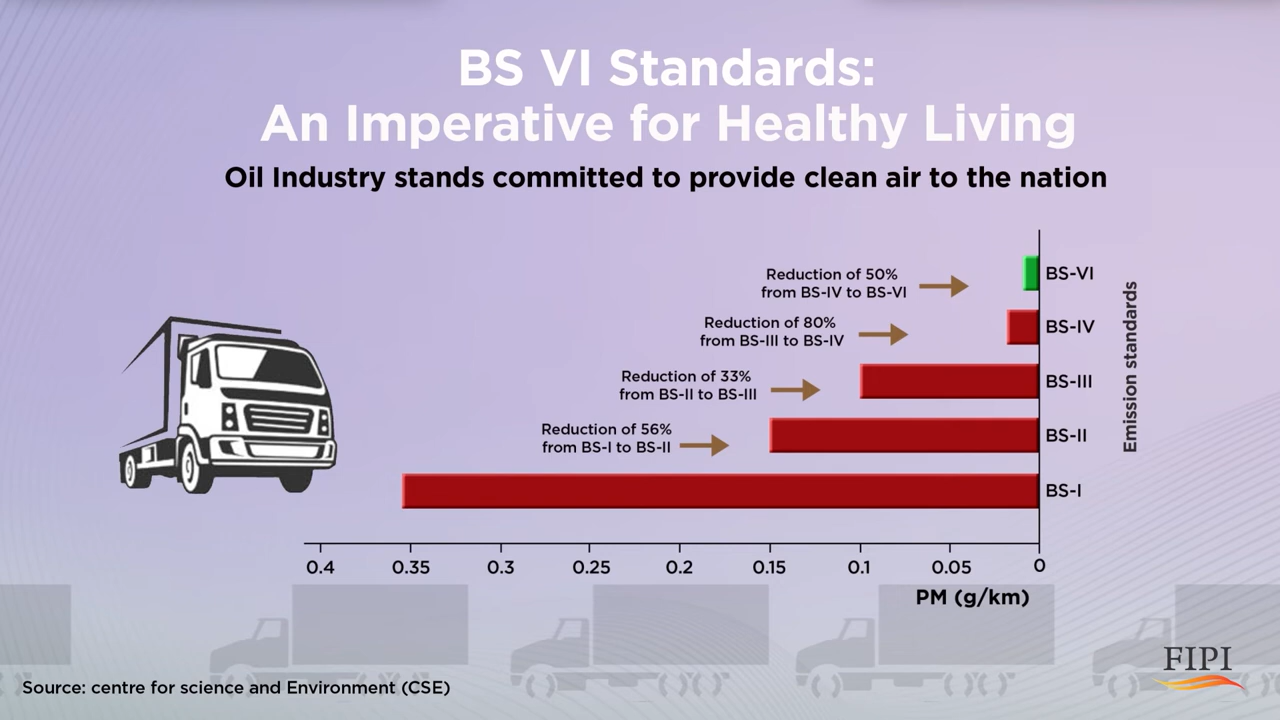 BS VI Standards:
An Imperative for Healthy Living
Oil Industry stands committed to provide clean air to the nation
Reduction of 50%
from BS-IV to BS-VI
BS-VI
Reduction of 80%
from BS-III to BS-IV
BS-IV
Reduction of 33%
from BS-II to BS-III
BS-III
Reduction of 56%
from BS-I to BS-II
BS-II
BS-I
Emission standards
0.4 0.35 0.3 0.25 0.2 0.15 0.1 0.05 0
PM (g/km)
FIPI
Source: centre for science and Environment (CSE)